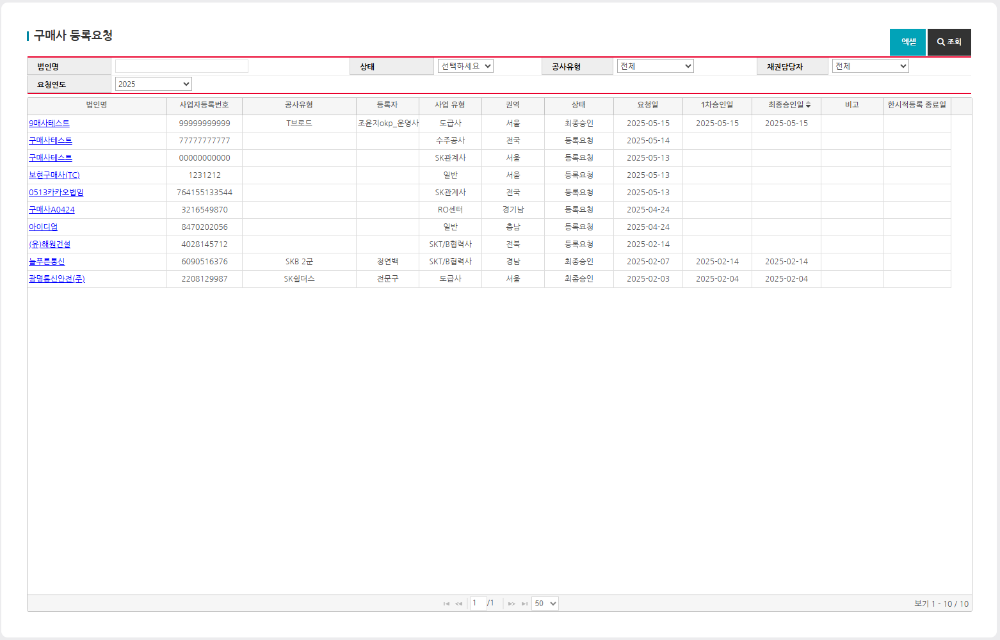 구매사 등록요청
엑셀 조회
법인명 상태 선택하세요 공사유형 전체 채권담당자 전체
요청연도 2025
법인명 사업자등록번호 공사유형 등록자 사업 유형 권역 상태 요청일 1차승인일 최종승인일 비고 한시적등록 종료일
9매사테스트 99999999999 T브로드 조윤지okp_운영사 도급사 서울 최종승인 2025-05-15 2025-05-15 2025-05-15
구매사테스트 77777777777 수주공사 전국 등록요청 2025-05-14
구매사테스트 00000000000 SK관계사 서울 등록요청 2025-05-13
보현구매사(TC) 1231212 일반 서울 등록요청 2025-05-13
0513카카오법임 764155133544 SK관계사 전국 등록요청 2025-05-13
구매사A0424 3216549870 RO센터 경기남 등록요청 2025-04-24
아이디업 8470202056 일반 충남 등록요청 2025-04-24
(유)해원건설 4028145712 SKT/B협력사 전북 등록요청 2025-02-14
늘푸른통신 6090516376 SKB 2군 정연백 SKT/B협력사 경남 최종승인 2025-02-07 2025-02-14 2025-02-14
광명통신안전(주) 2208129987 SK쉴더스 전문구 도급사 서울 최종승인 2025-02-03 2025-02-04 2025-02-04
1 /1 50 보기 1 - 10 / 10